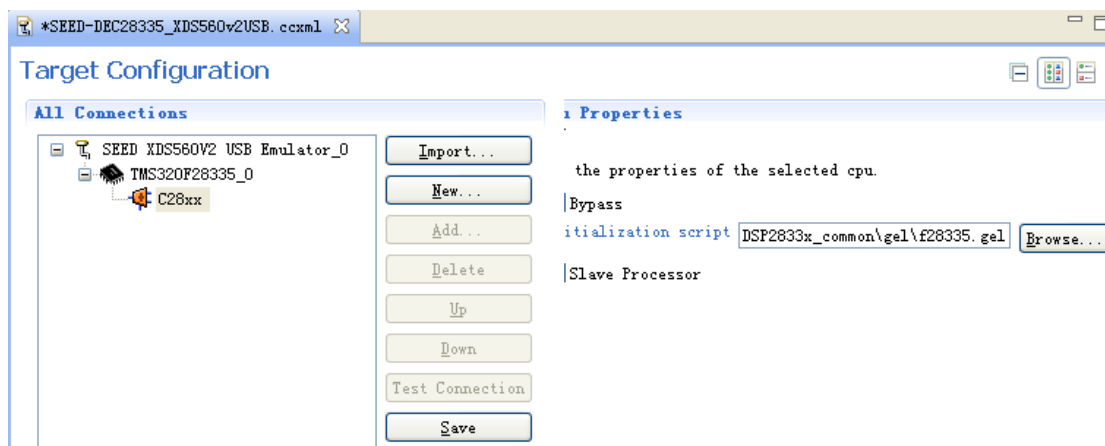 *SEED-DEC28335_XDS560v2USB.ccxml
Target Configuration
All Connections
SEED XDS560V2 USB Emulator_0
TMS320F28335_0
C28xx
Import...
New...
Add...
Delete
Up
Down
Test Connection
Save
u Properties
the properties of the selected cpu.
Bypass
itialization script DSP2833x_common\gel\f28335.gel Browse...
Slave Processor